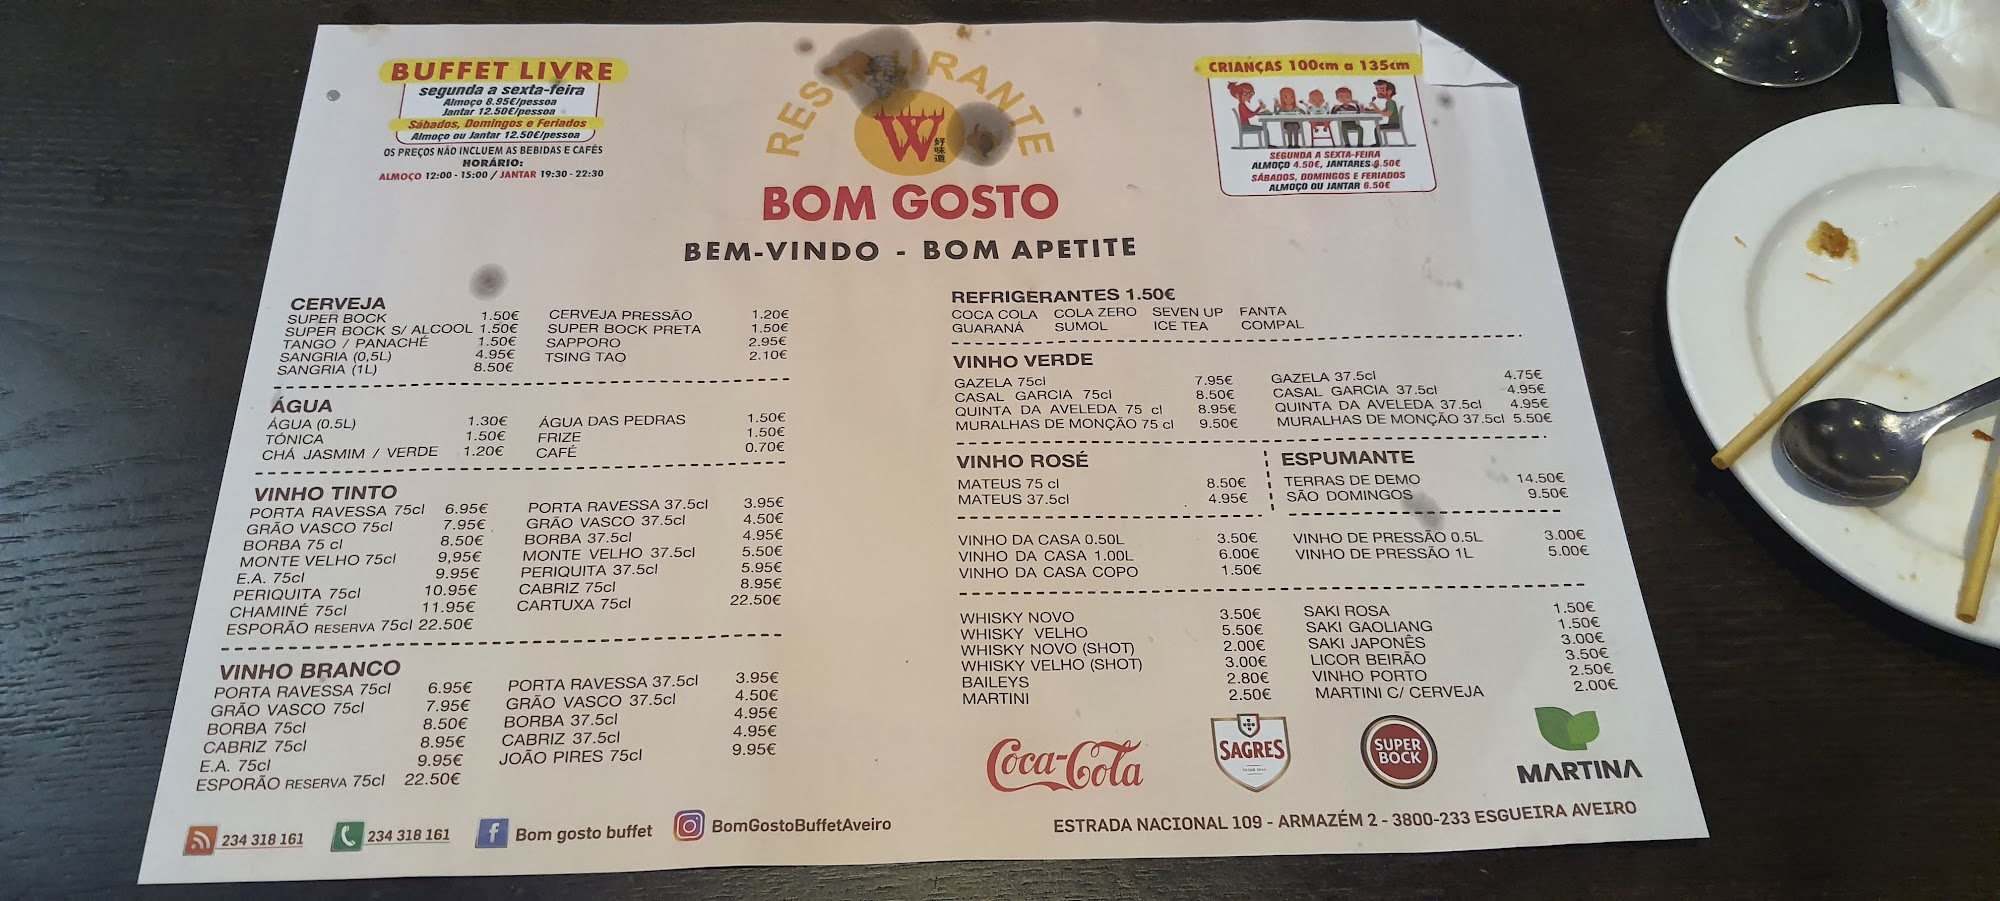 BUFFET LIVRE
segunda a sexta-feira
Almoço 8.95€/pessoa
Jantar 12.50€/pessoa
Sábados, Domingos e Feriados
Almoço ou Jantar 12.50€/pessoa
OS PREÇOS NÃO INCLUEM AS BEBIDAS E CAFÉS
HORÁRIO:
ALMOÇO 12:00 - 15:00 / JANTAR 19:30 - 22:30
RESTAURANTE
W 好味道
BOM GOSTO
BEM-VINDO - BOM APETITE
CRIANÇAS 100cm a 135cm
SEGUNDA A SEXTA-FEIRA
ALMOÇO 4.50€, JANTARES 6.50€
SÁBADOS, DOMINGOS E FERIADOS
ALMOÇO OU JANTAR 6.50€
CERVEJA
SUPER BOCK 1.50€ CERVEJA PRESSÃO 1.20€
SUPER BOCK S/ ALCOOL 1.50€ SUPER BOCK PRETA 1.50€
TANGO / PANACHÉ 1.50€ SAPPORO 2.95€
SANGRIA (0,5L) 4.95€ TSING TAO 2.10€
SANGRIA (1L) 8.50€
ÁGUA
ÁGUA (0.5L) 1.30€ ÁGUA DAS PEDRAS 1.50€
TÓNICA 1.50€ FRIZE 1.50€
CHÁ JASMIM / VERDE 1.20€ CAFÉ 0.70€
VINHO TINTO
PORTA RAVESSA 75cl 6.95€ PORTA RAVESSA 37.5cl 3.95€
GRÃO VASCO 75cl 7.95€ GRÃO VASCO 37.5cl 4.50€
BORBA 75 cl 8.50€ BORBA 37.5cl 4.95€
MONTE VELHO 75cl 9,95€ MONTE VELHO 37.5cl 5.50€
E.A. 75cl 9.95€ PERIQUITA 37.5cl 5.95€
PERIQUITA 75cl 10.95€ CABRIZ 75cl 8.95€
CHAMINÉ 75cl 11.95€ CARTUXA 75cl 22.50€
ESPORÃO RESERVA 75cl 22.50€
VINHO BRANCO
PORTA RAVESSA 75cl 6.95€ PORTA RAVESSA 37.5cl 3.95€
GRÃO VASCO 75cl 7.95€ GRÃO VASCO 37.5cl 4.50€
BORBA 75cl 8.50€ BORBA 37.5cl 4.95€
CABRIZ 75cl 8.95€ CABRIZ 37.5cl 4.95€
E.A. 75cl 9.95€ JOÃO PIRES 75cl 9.95€
ESPORÃO RESERVA 75cl 22.50€
REFRIGERANTES 1.50€
COCA COLA COLA ZERO SEVEN UP FANTA
GUARANÁ SUMOL ICE TEA COMPAL
VINHO VERDE
GAZELA 75cl 7.95€ GAZELA 37.5cl 4.75€
CASAL GARCIA 75cl 8.50€ CASAL GARCIA 37.5cl 4.95€
QUINTA DA AVELEDA 75 cl 8.95€ QUINTA DA AVELEDA 37.5cl 4.95€
MURALHAS DE MONÇÃO 75 cl 9.50€ MURALHAS DE MONÇÃO 37.5cl 5.50€
VINHO ROSÉ
MATEUS 75 cl 8.50€
MATEUS 37.5cl 4.95€
ESPUMANTE
TERRAS DE DEMO 14.50€
SÃO DOMINGOS 9.50€
VINHO DA CASA 0.50L 3.50€ VINHO DE PRESSÃO 0.5L 3.00€
VINHO DA CASA 1.00L 6.00€ VINHO DE PRESSÃO 1L 5.00€
VINHO DA CASA COPO 1.50€
WHISKY NOVO 3.50€ SAKI ROSA 1.50€
WHISKY VELHO 5.50€ SAKI GAOLIANG 1.50€
WHISKY NOVO (SHOT) 2.00€ SAKI JAPONÊS 3.00€
WHISKY VELHO (SHOT) 3.00€ LICOR BEIRÃO 3.50€
BAILEYS 2.80€ VINHO PORTO 2.50€
MARTINI 2.50€ MARTINI C/ CERVEJA 2.00€
Coca-Cola
SAGRES
SUPER
BOCK
MARTINA
234 318 161 234 318 161 Bom gosto buffet BomGostoBuffetAveiro
ESTRADA NACIONAL 109 - ARMAZÉM 2 - 3800-233 ESGUEIRA AVEIRO